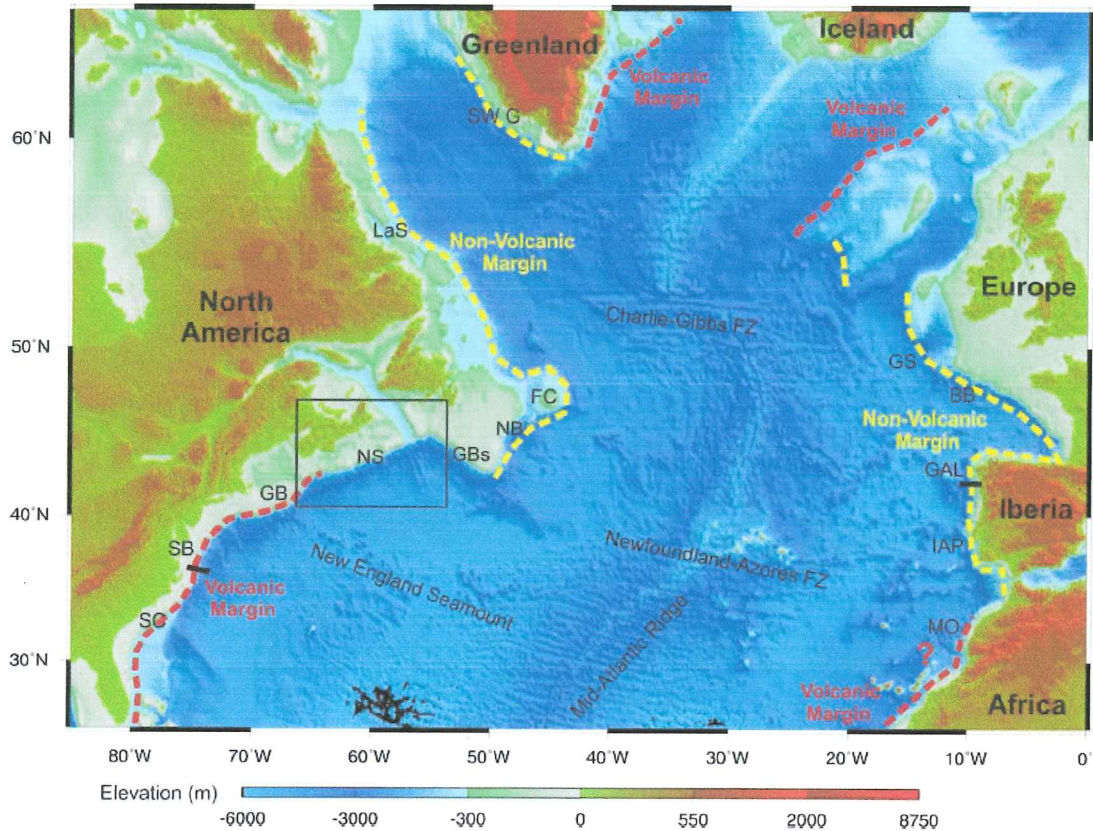 Greenland
Iceland
Volcanic
Margin
Volcanic
Margin
60°N
SW G
LaS
Non-Volcanic
Margin
North
America
Europe
Charlie-Gibbs FZ
50°N
GS
FC
BB
NB
Non-Volcanic
Margin
NS
GBs
GAL
GB
Iberia
40°N
IAP
SB
Newfoundland-Azores FZ
New England Seamount
Volcanic
Margin
SC
MO
Mid-Atlantic Ridge
?
30°N
Volcanic
Margin
Africa
80°W
70°W
60°W
50°W
40°W
30°W
20°W
10°W
0°
Elevation (m)
-6000
-3000
-300
0
550
2000
8750